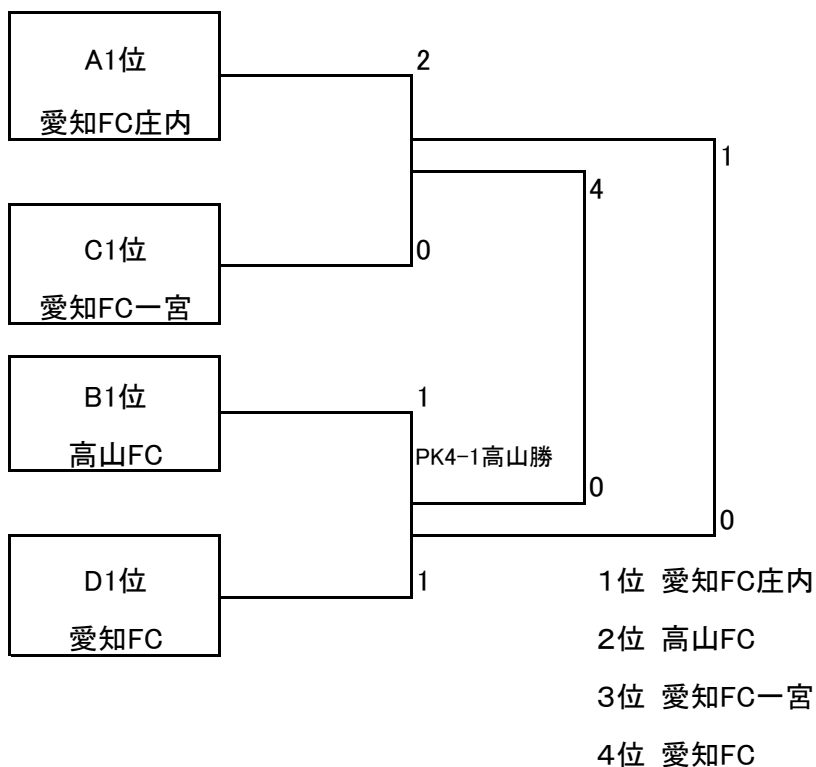 A1位
愛知FC庄内
2
1
4
C1位
愛知FC一宮
0
B1位
高山FC
1
PK4-1高山勝
0
0
D1位
愛知FC
1
1位 愛知FC庄内
2位 高山FC
3位 愛知FC一宮
4位 愛知FC